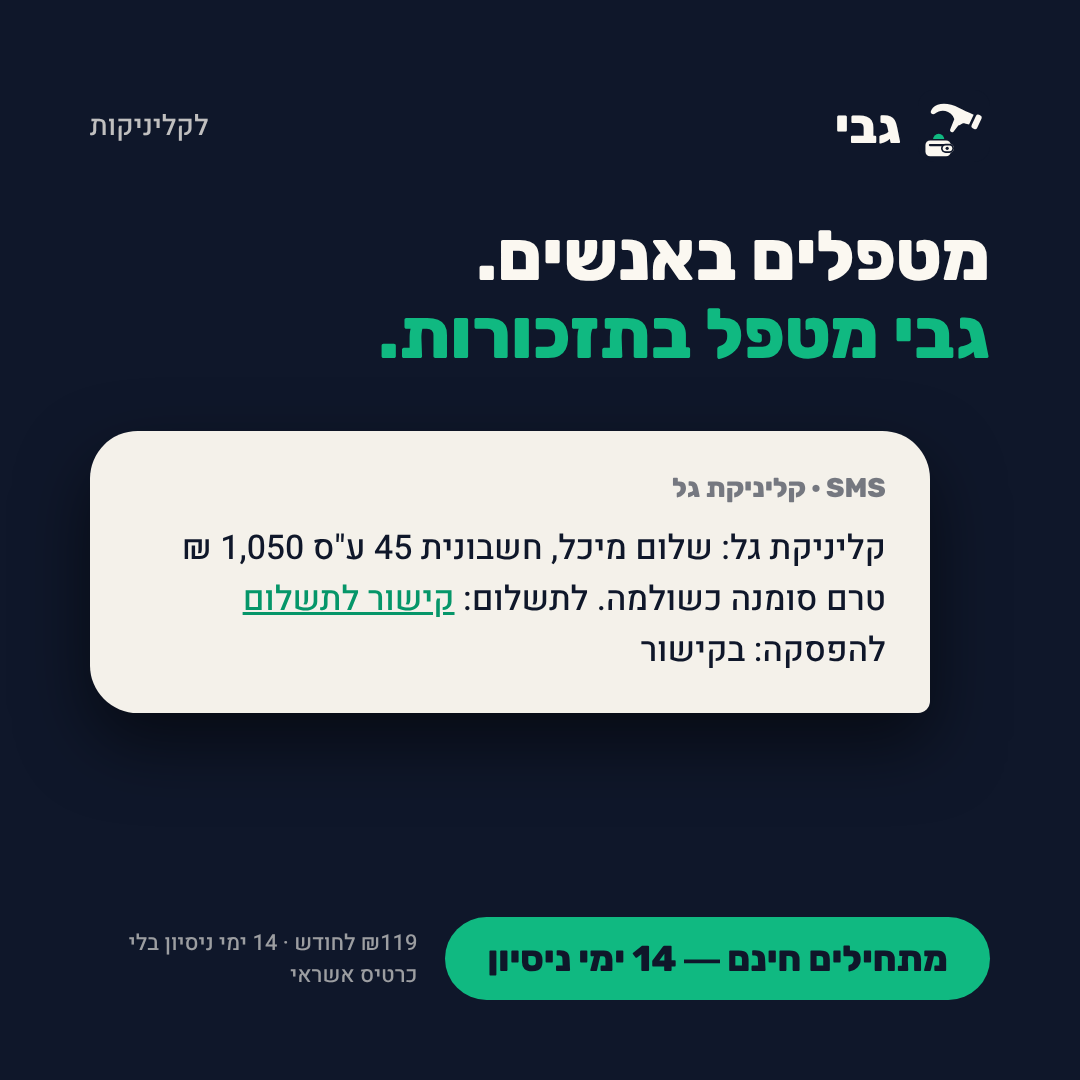 גבי
לקליניקות
מטפלים באנשים.
גבי מטפל בתזכורות.
SMS • קליניקת גל
קליניקת גל: שלום מיכל, חשבונית 45 ע"ס 1,050 ₪
טרם סומנה כשולמה. לתשלום: קישור לתשלום
להפסקה: בקישור
מתחילים חינם — 14 ימי ניסיון
₪119 לחודש · 14 ימי ניסיון בלי
כרטיס אשראי